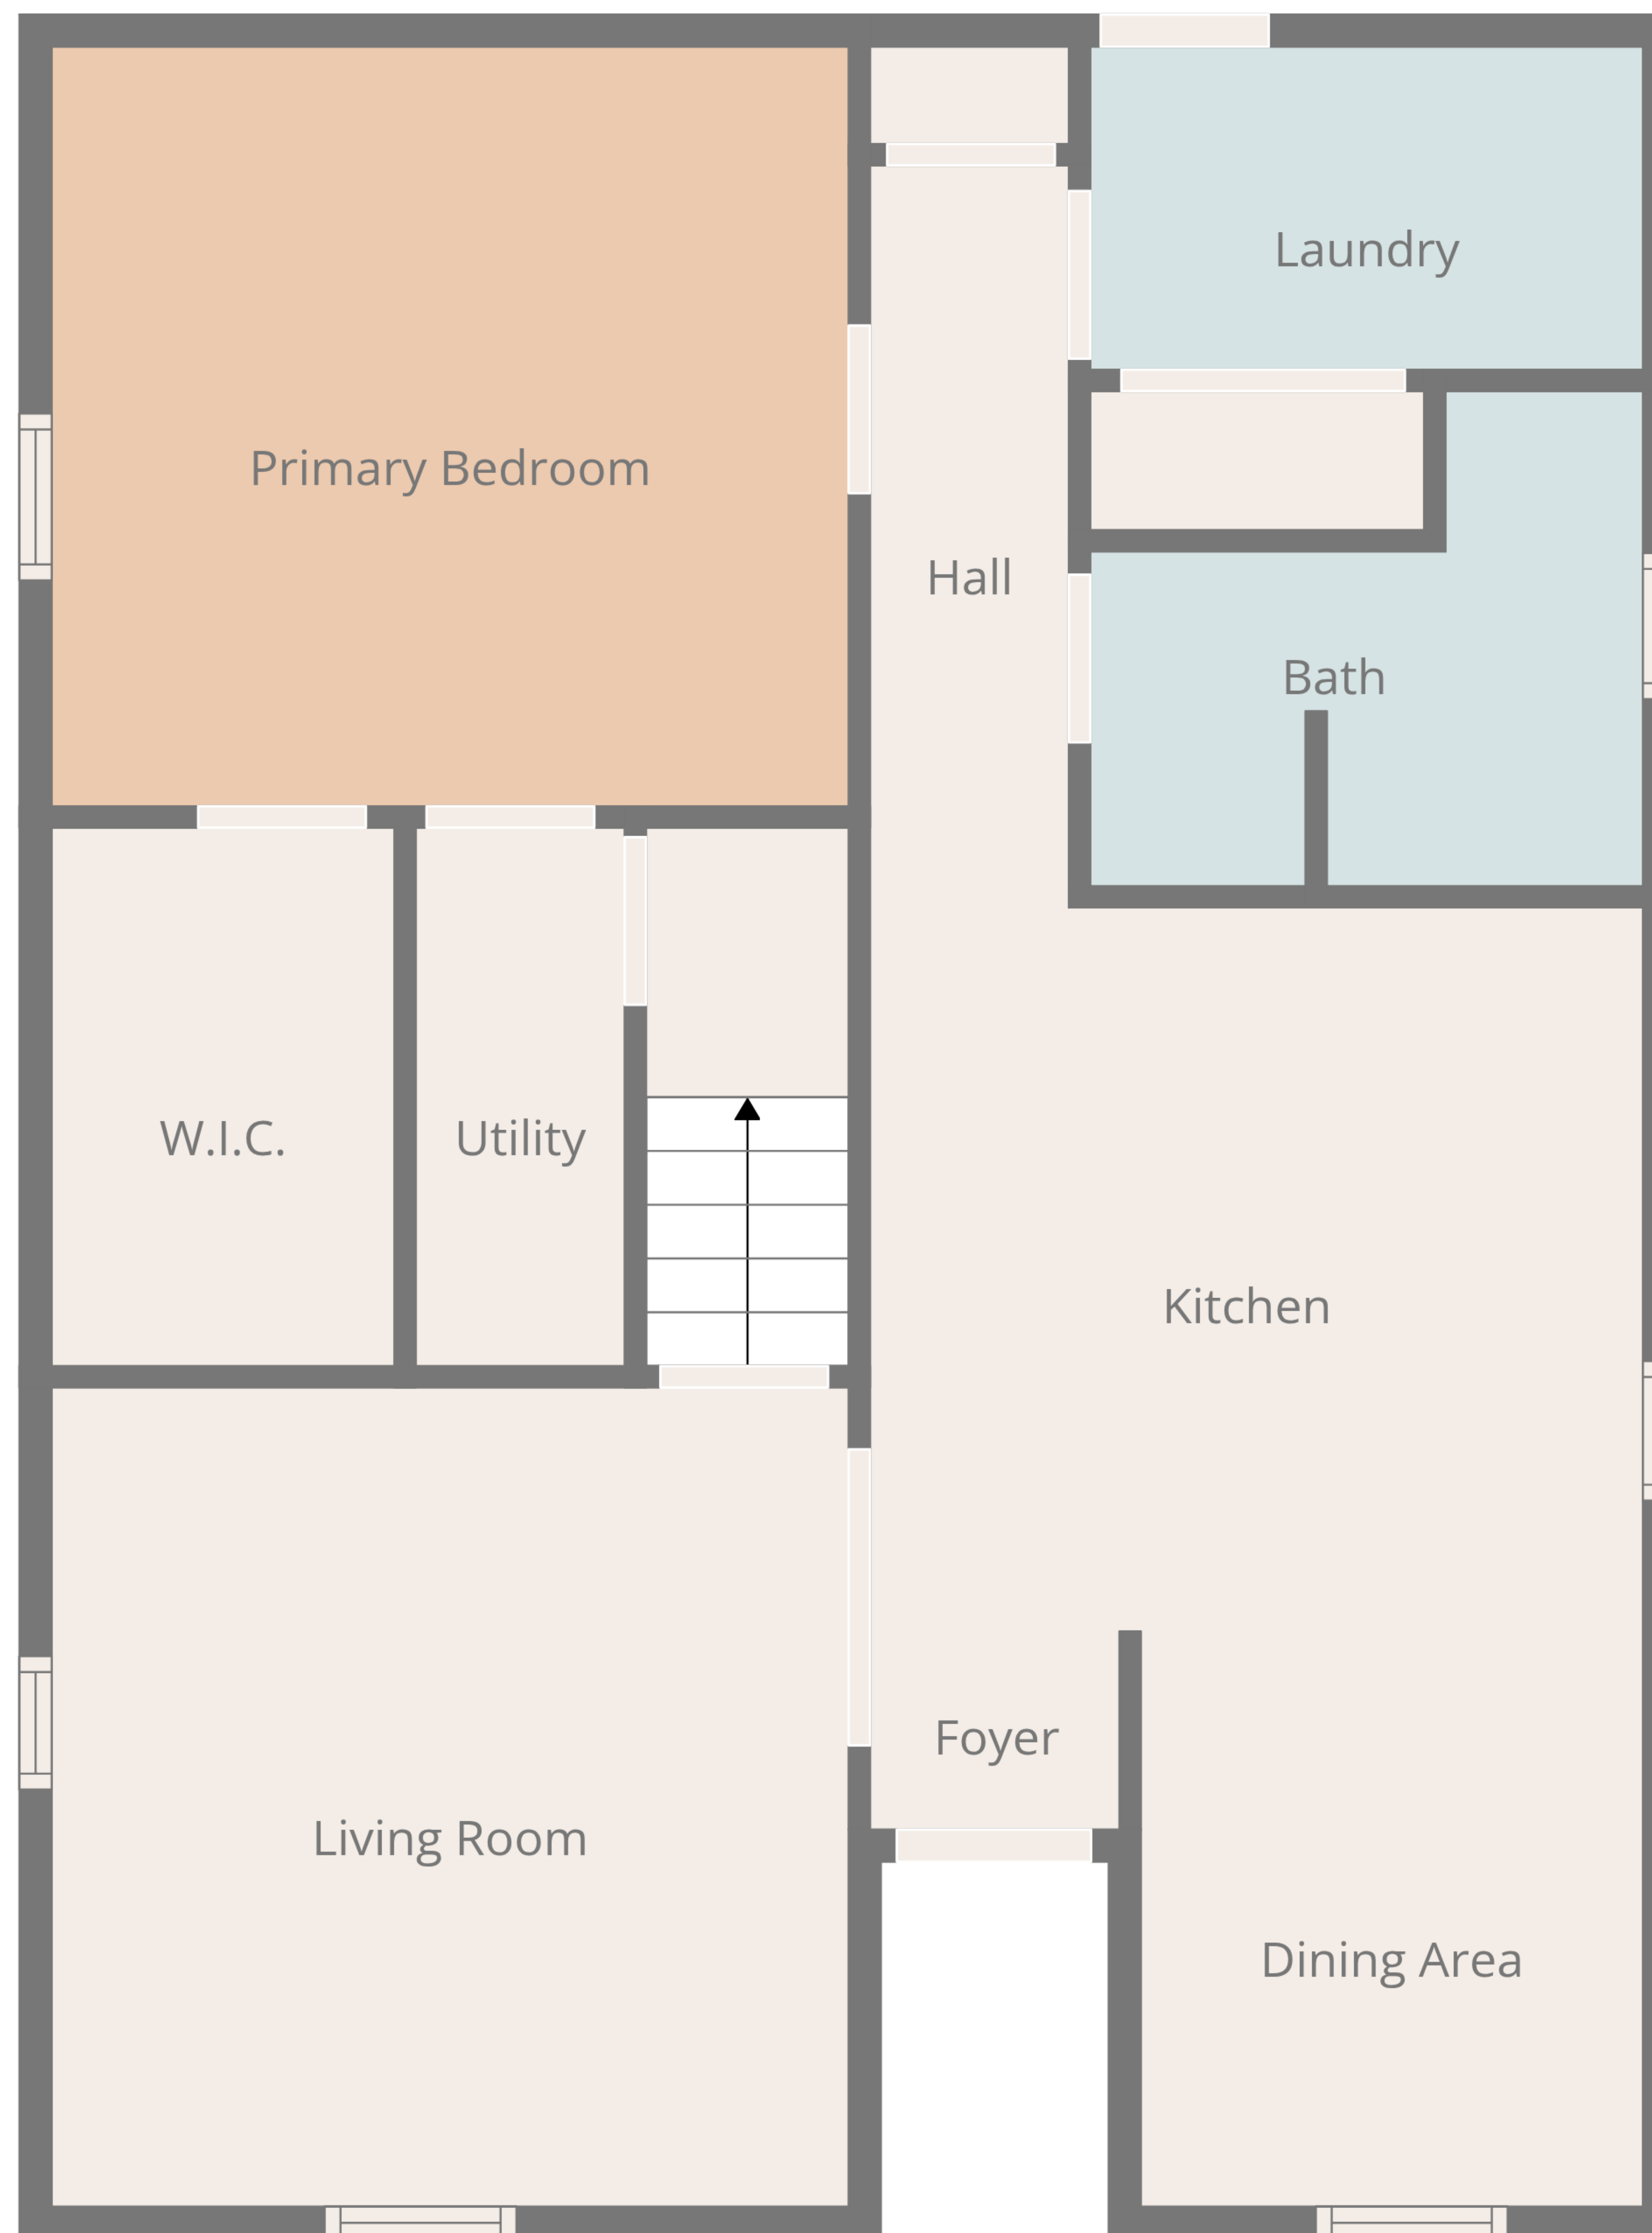 Laundry
Primary Bedroom
Hall
Bath
W.I.C.
Utility
Kitchen
Foyer
Living Room
Dining Area